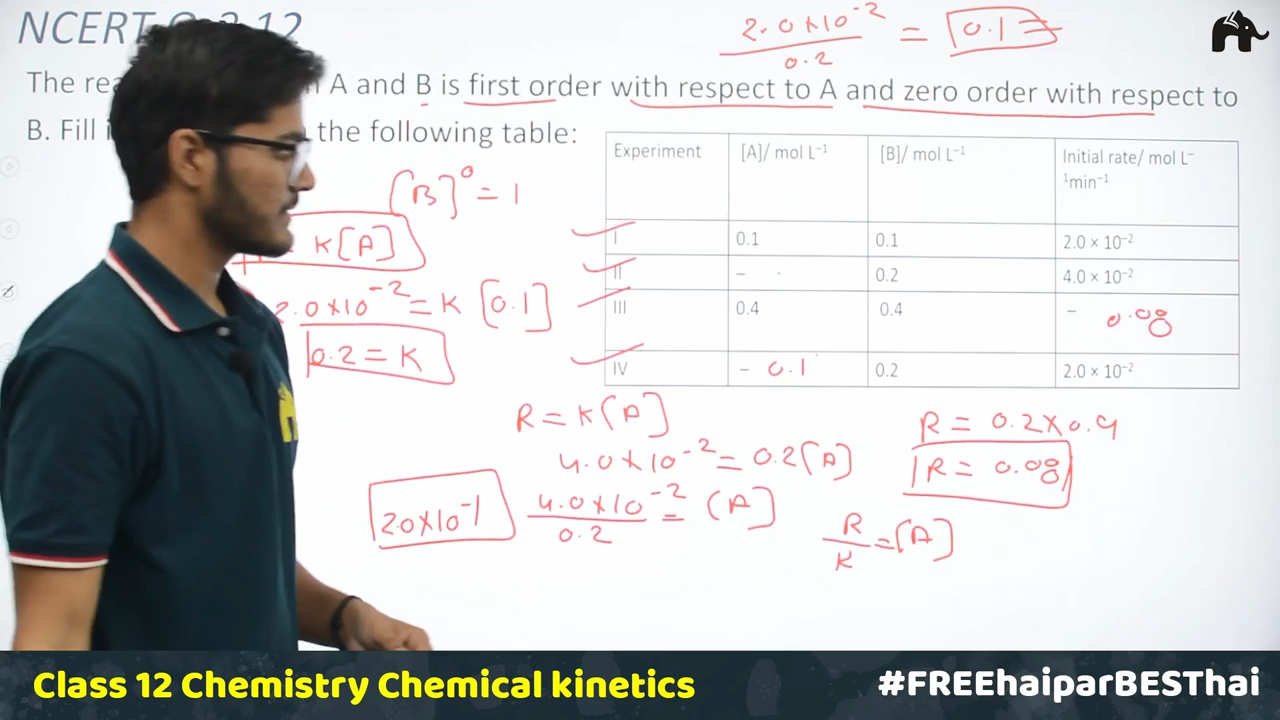 NCERT Q 3.12
The rea A and B is first order with respect to A and zero order with respect to
B. Fill the following table:
Experiment [A]/ mol L⁻¹ [B]/ mol L⁻¹ Initial rate/ mol L⁻
¹min⁻¹
I 0.1 0.1 2.0 × 10⁻²
II – 0.2 4.0 × 10⁻²
III 0.4 0.4 – 0.08
IV – 0.1 0.2 2.0 × 10⁻²
2.0×10⁻² / 0.2 = 0.1
[B]⁰ = 1
K[A]
2.0×10⁻² = K [0.1]
0.2 = K
R = K[A]
4.0×10⁻² = 0.2[A]
4.0×10⁻² / 0.2 = [A]
2.0×10⁻¹
R = 0.2×0.4
R = 0.08
R / K = [A]
Class 12 Chemistry Chemical kinetics
#FREEhaiparBESThai